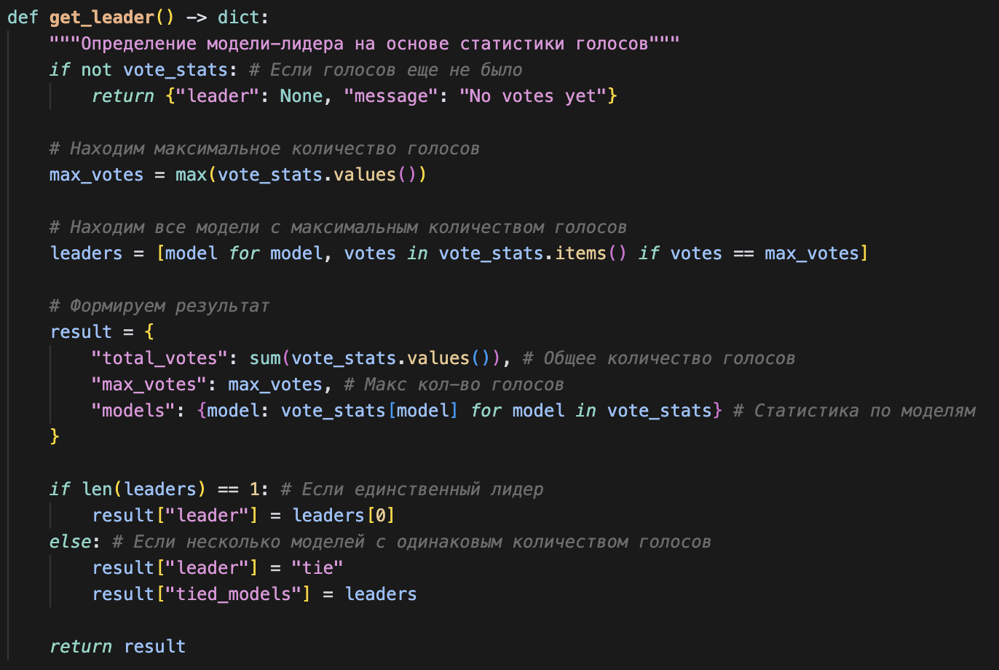 def get_leader() -> dict:
    """Определение модели-лидера на основе статистики голосов"""
    if not vote_stats: # Если голосов еще не было
        return {"leader": None, "message": "No votes yet"}

    # Находим максимальное количество голосов
    max_votes = max(vote_stats.values())

    # Находим все модели с максимальным количеством голосов
    leaders = [model for model, votes in vote_stats.items() if votes == max_votes]

    # Формируем результат
    result = {
        "total_votes": sum(vote_stats.values()), # Общее количество голосов
        "max_votes": max_votes, # Макс кол-во голосов
        "models": {model: vote_stats[model] for model in vote_stats} # Статистика по моделям
    }

    if len(leaders) == 1: # Если единственный лидер
        result["leader"] = leaders[0]
    else: # Если несколько моделей с одинаковым количеством голосов
        result["leader"] = "tie"
        result["tied_models"] = leaders

    return result